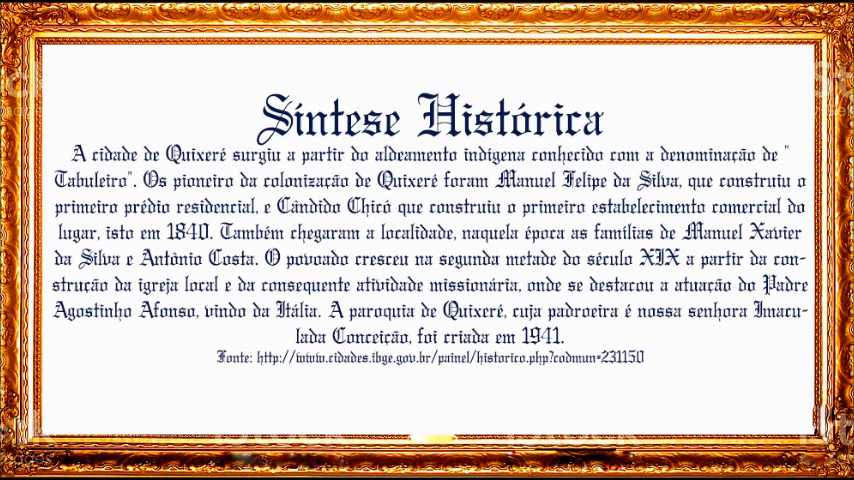 Síntese Histórica
A cidade de Quixeré surgiu a partir do aldeamento indígena conhecido com a denominação de "
Tabuleiro". Os pioneiro da colonização de Quixeré foram Manuel Felipe da Silva, que construiu o
primeiro prédio residencial, e Cândido Chicó que construiu o primeiro estabelecimento comercial do
lugar, isto em 1840. Também chegaram a localidade, naquela época as famílias de Manuel Xavier
da Silva e Antônio Costa. O povoado cresceu na segunda metade do século XIX a partir da con-
strução da igreja local e da consequente atividade missionária, onde se destacou a atuação do Padre
Agostinho Afonso, vindo da Itália. A paroquia de Quixeré, cuja padroeira é nossa senhora Imacu-
lada Conceição, foi criada em 1941.
Fonte: http://www.cidades.ibge.gov.br/painel/historico.php?codmun=231150